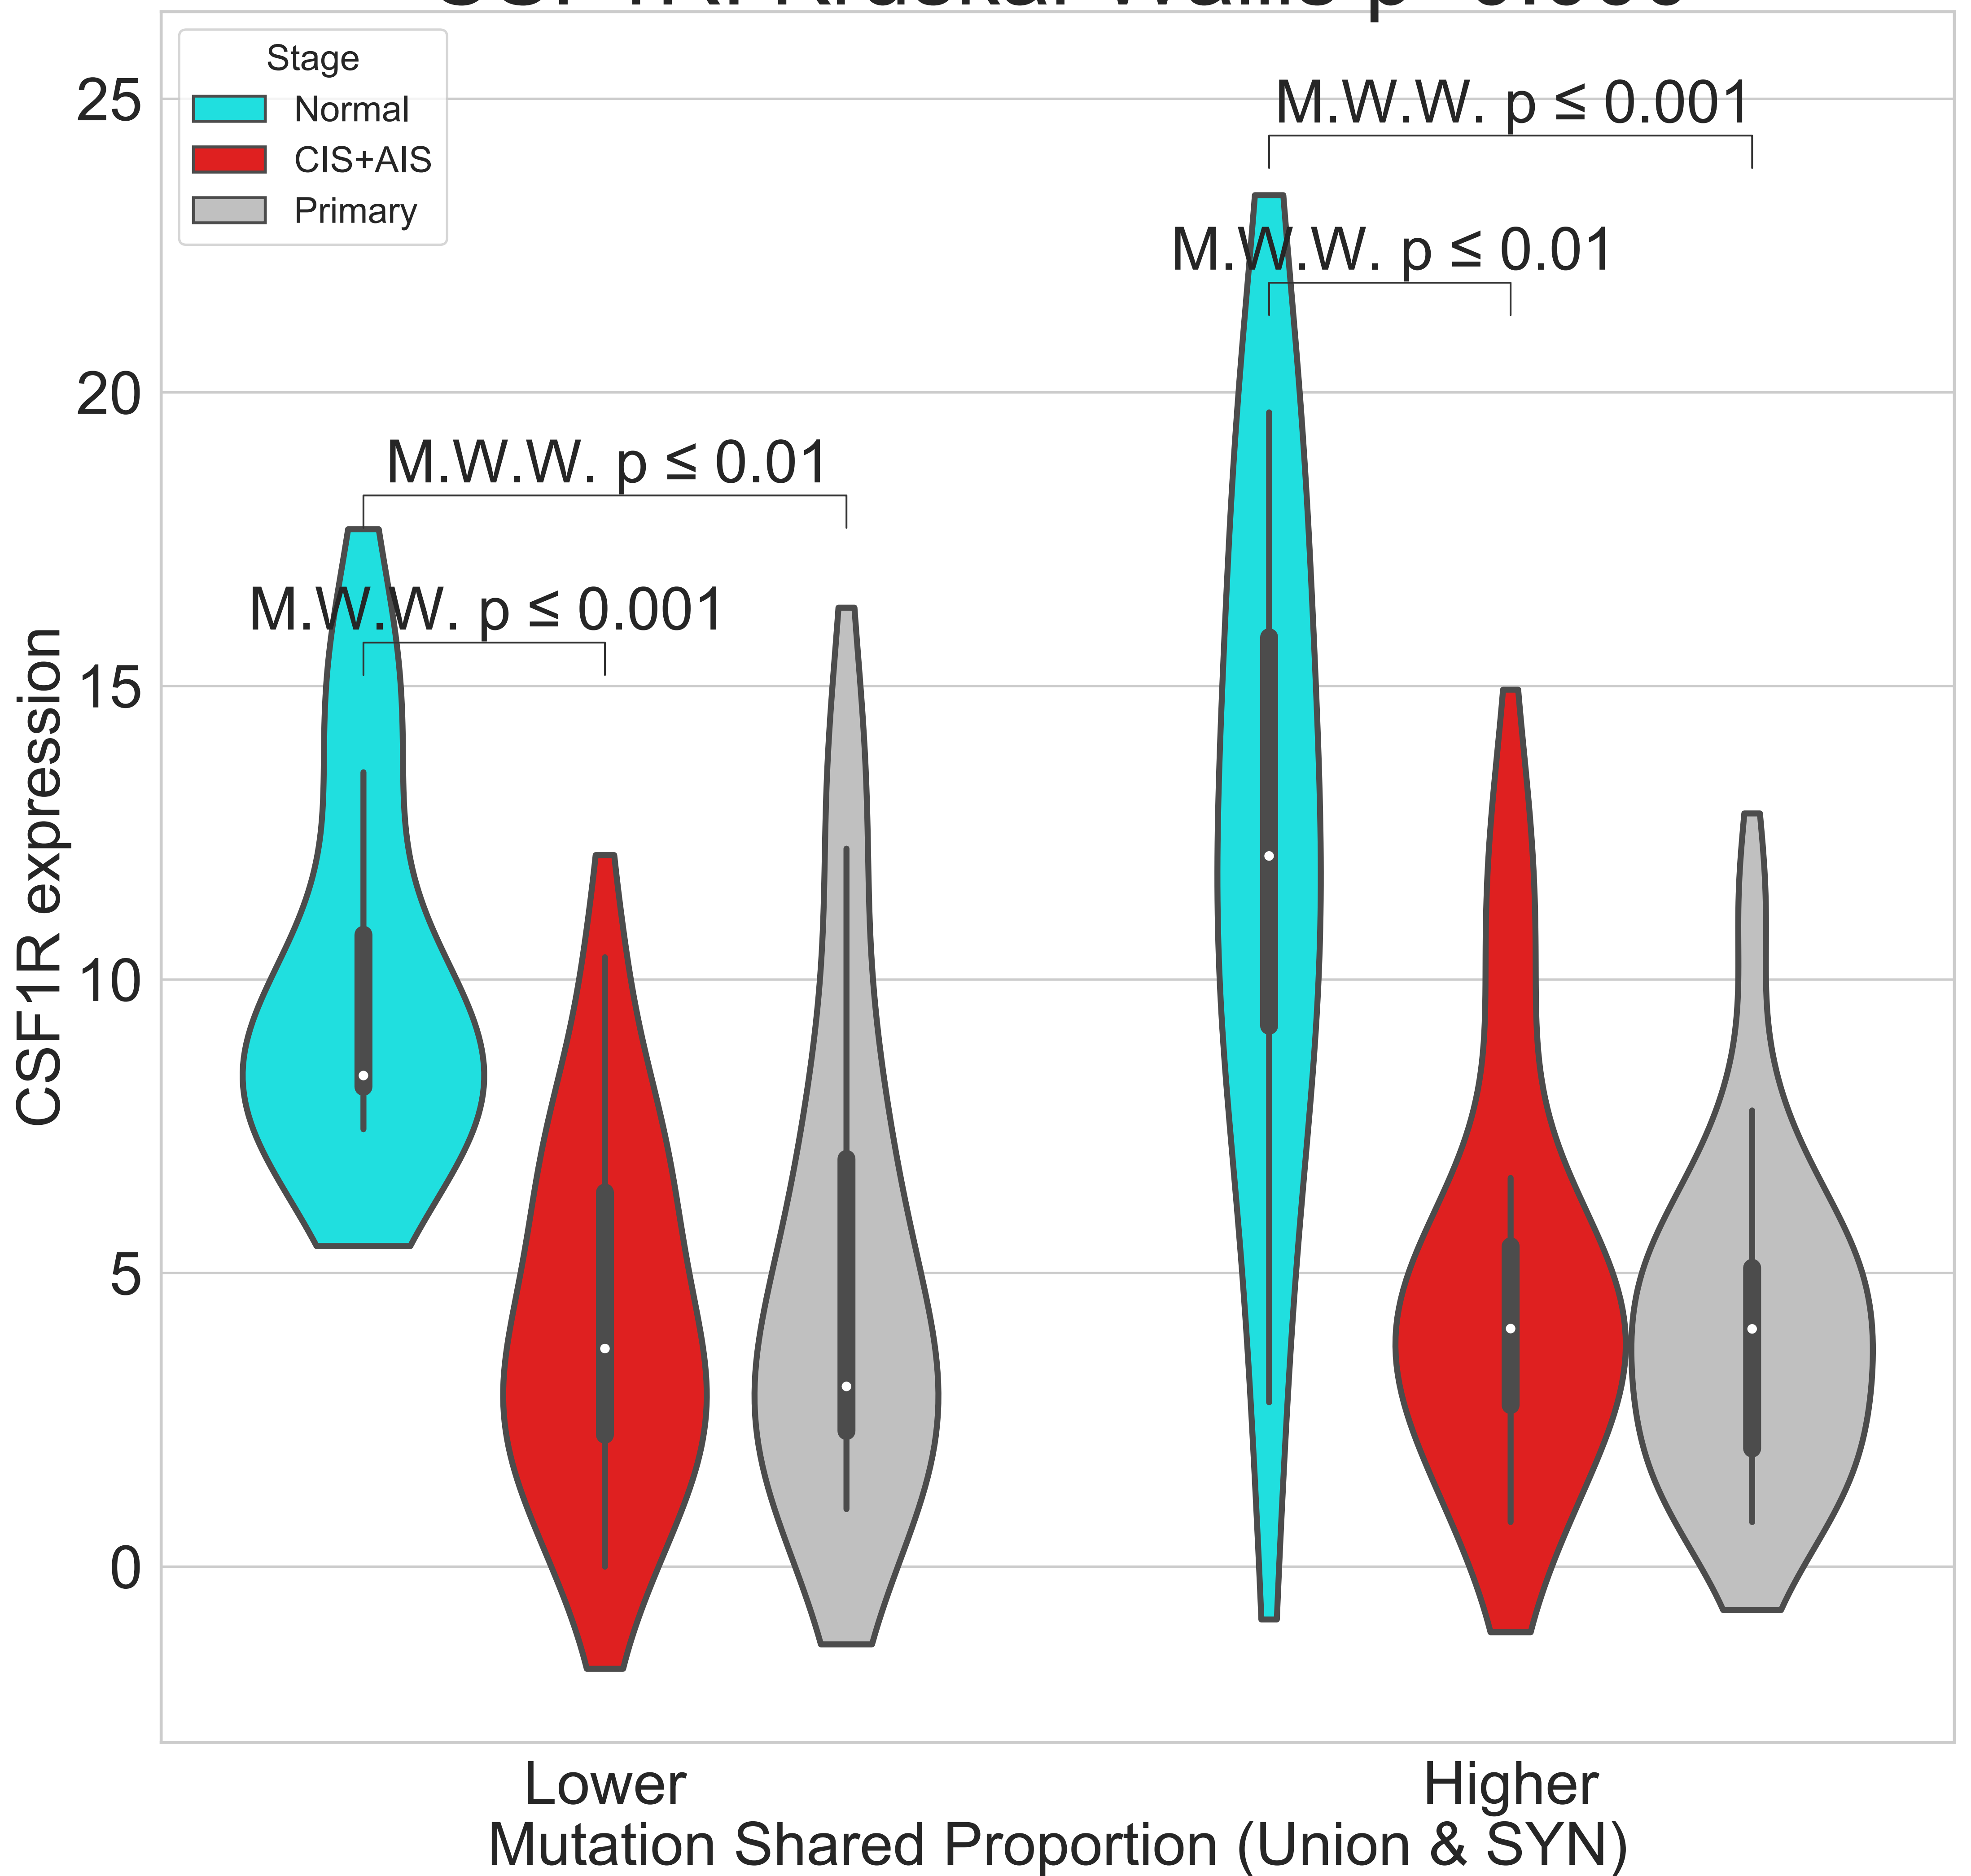 Stage
Normal
CIS+AIS
Primary
25
20
15
10
5
0
CSF1R expression
M.W.W. p ≤ 0.001
M.W.W. p ≤ 0.01
M.W.W. p ≤ 0.01
M.W.W. p ≤ 0.001
Lower
Higher
Mutation Shared Proportion (Union & SYN)